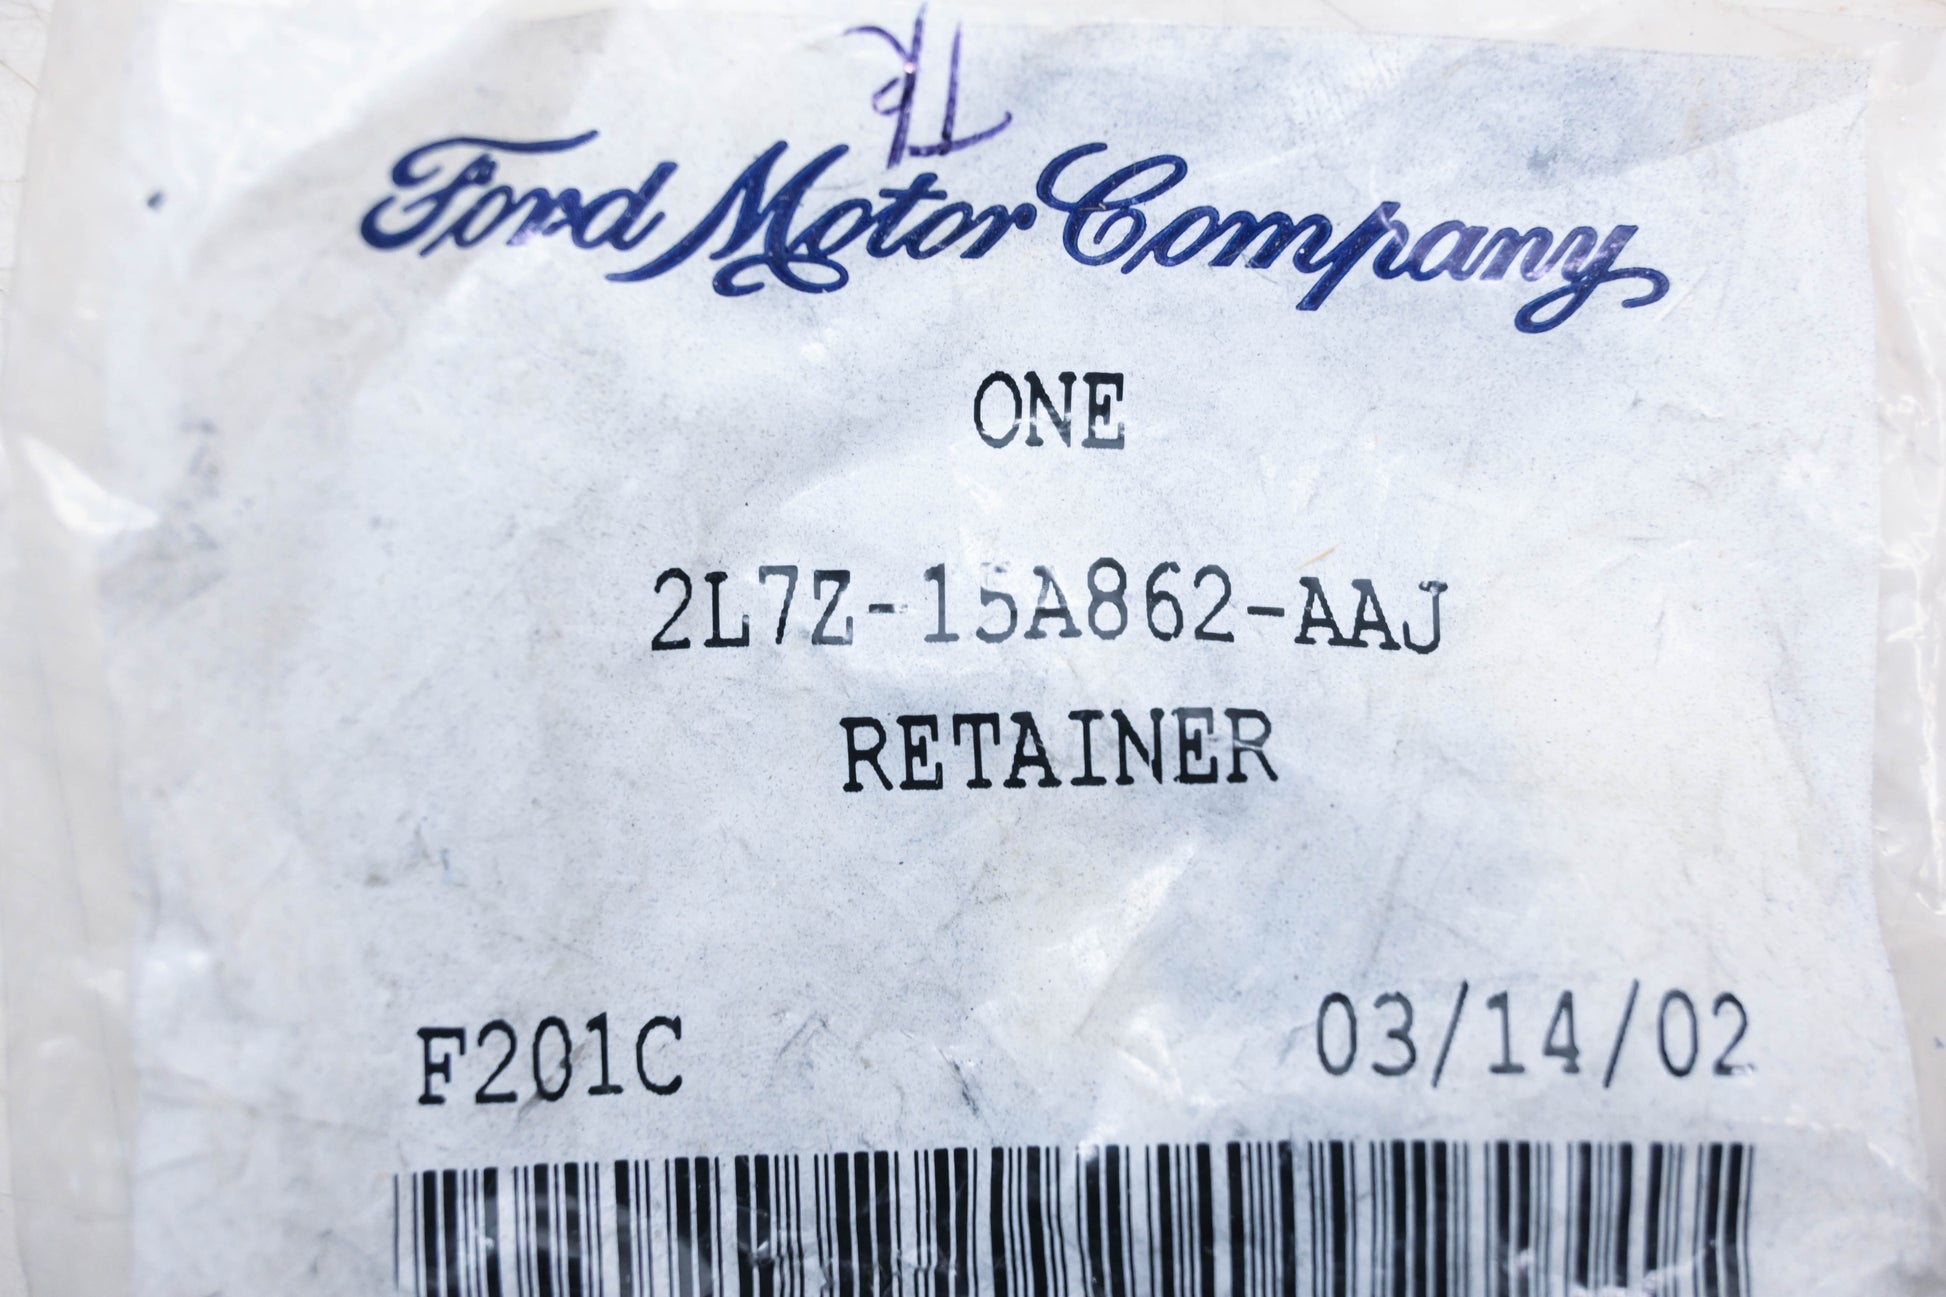 Ford Motor Company
ONE
2L7Z-15A862-AAJ
RETAINER
F201C 03/14/02